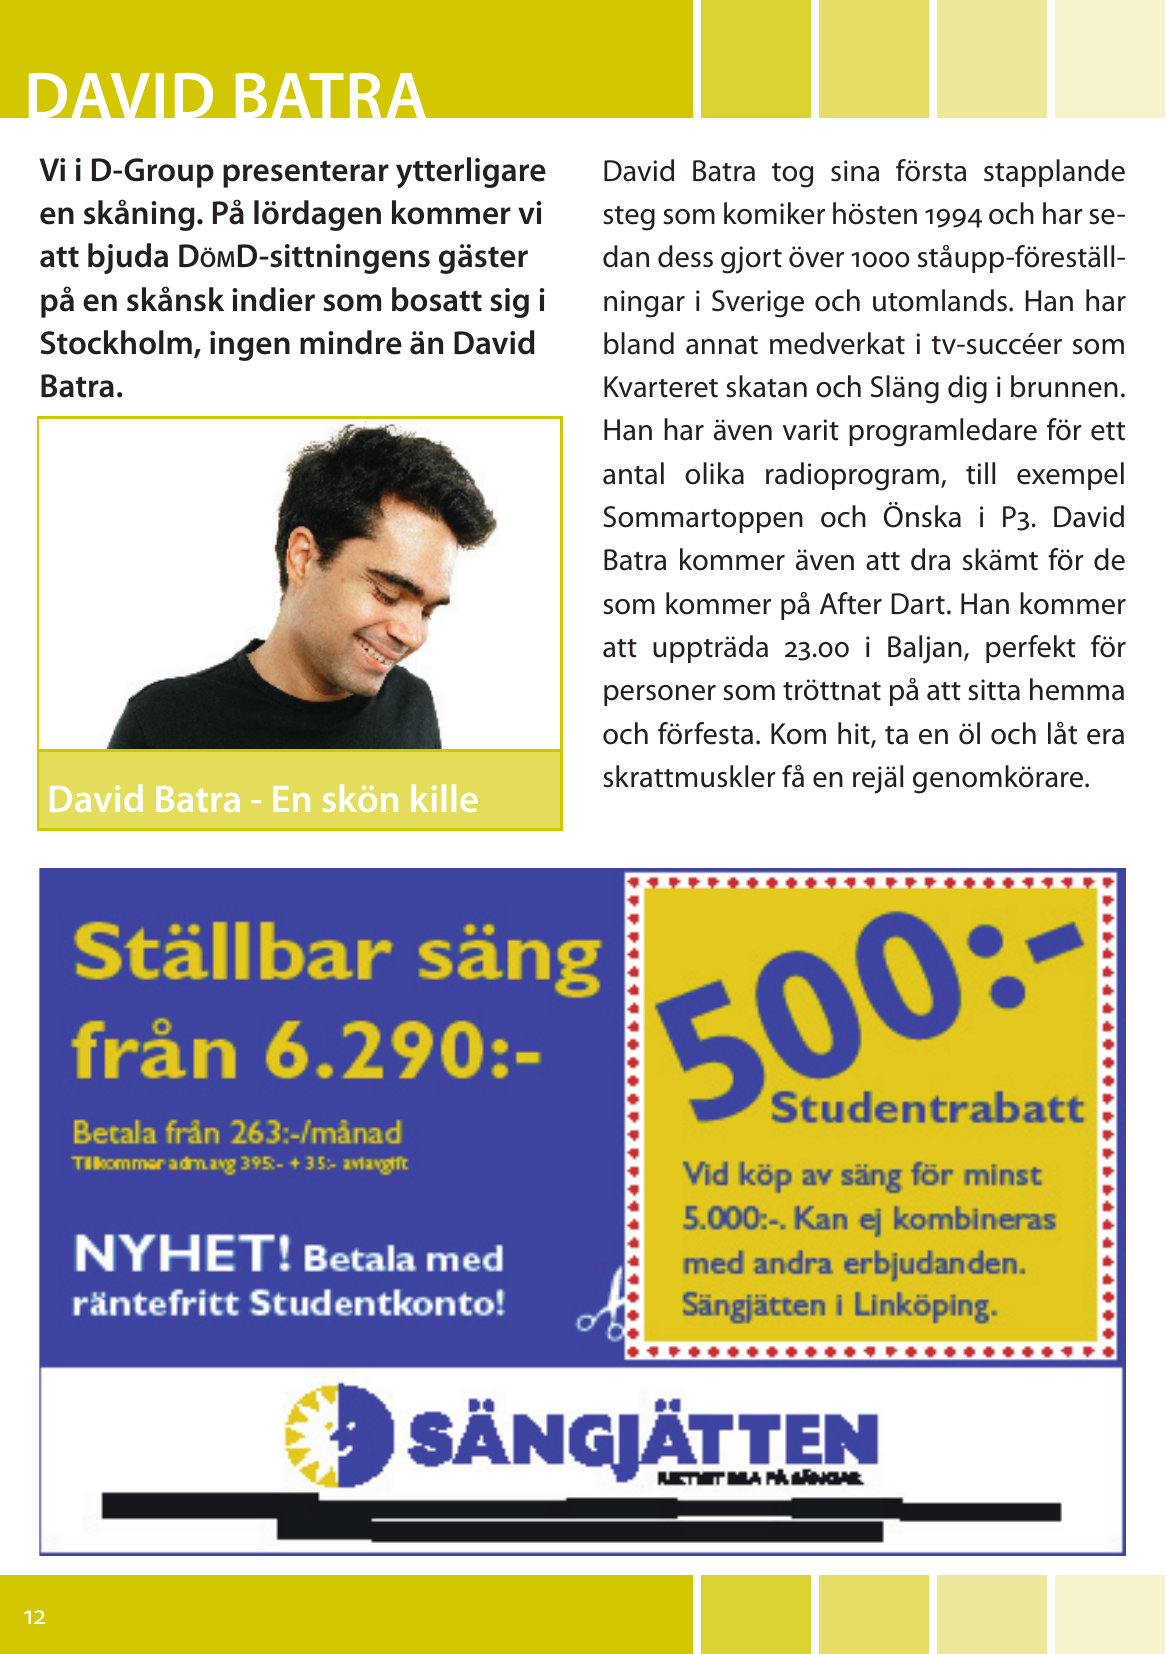 DAVID BATRA
Vi i D-Group presenterar ytterligare
en skåning. På lördagen kommer vi
att bjuda DömD-sittningens gäster
på en skånsk indier som bosatt sig i
Stockholm, ingen mindre än David
Batra.
David Batra - En skön kille
David Batra tog sina första stapplande
steg som komiker hösten 1994 och har se-
dan dess gjort över 1000 ståupp-föreställ-
ningar i Sverige och utomlands. Han har
bland annat medverkat i tv-succéer som
Kvarteret skatan och Släng dig i brunnen.
Han har även varit programledare för ett
antal olika radioprogram, till exempel
Sommartoppen och Önska i P3. David
Batra kommer även att dra skämt för de
som kommer på After Dart. Han kommer
att uppträda 23.00 i Baljan, perfekt för
personer som tröttnat på att sitta hemma
och förfesta. Kom hit, ta en öl och låt era
skrattmuskler få en rejäl genomkörare.
Ställbar säng
från 6.290:-
Betala från 263:-/månad
Tillkommer adm.avg 395:- + 35:- aviavgift
NYHET! Betala med
räntefritt Studentkonto!
500:-
Studentrabatt
Vid köp av säng för minst
5.000:-. Kan ej kombineras
med andra erbjudanden.
Sängjätten i Linköping.
SÄNGJÄTTEN
PÅ SÄNGAR
12